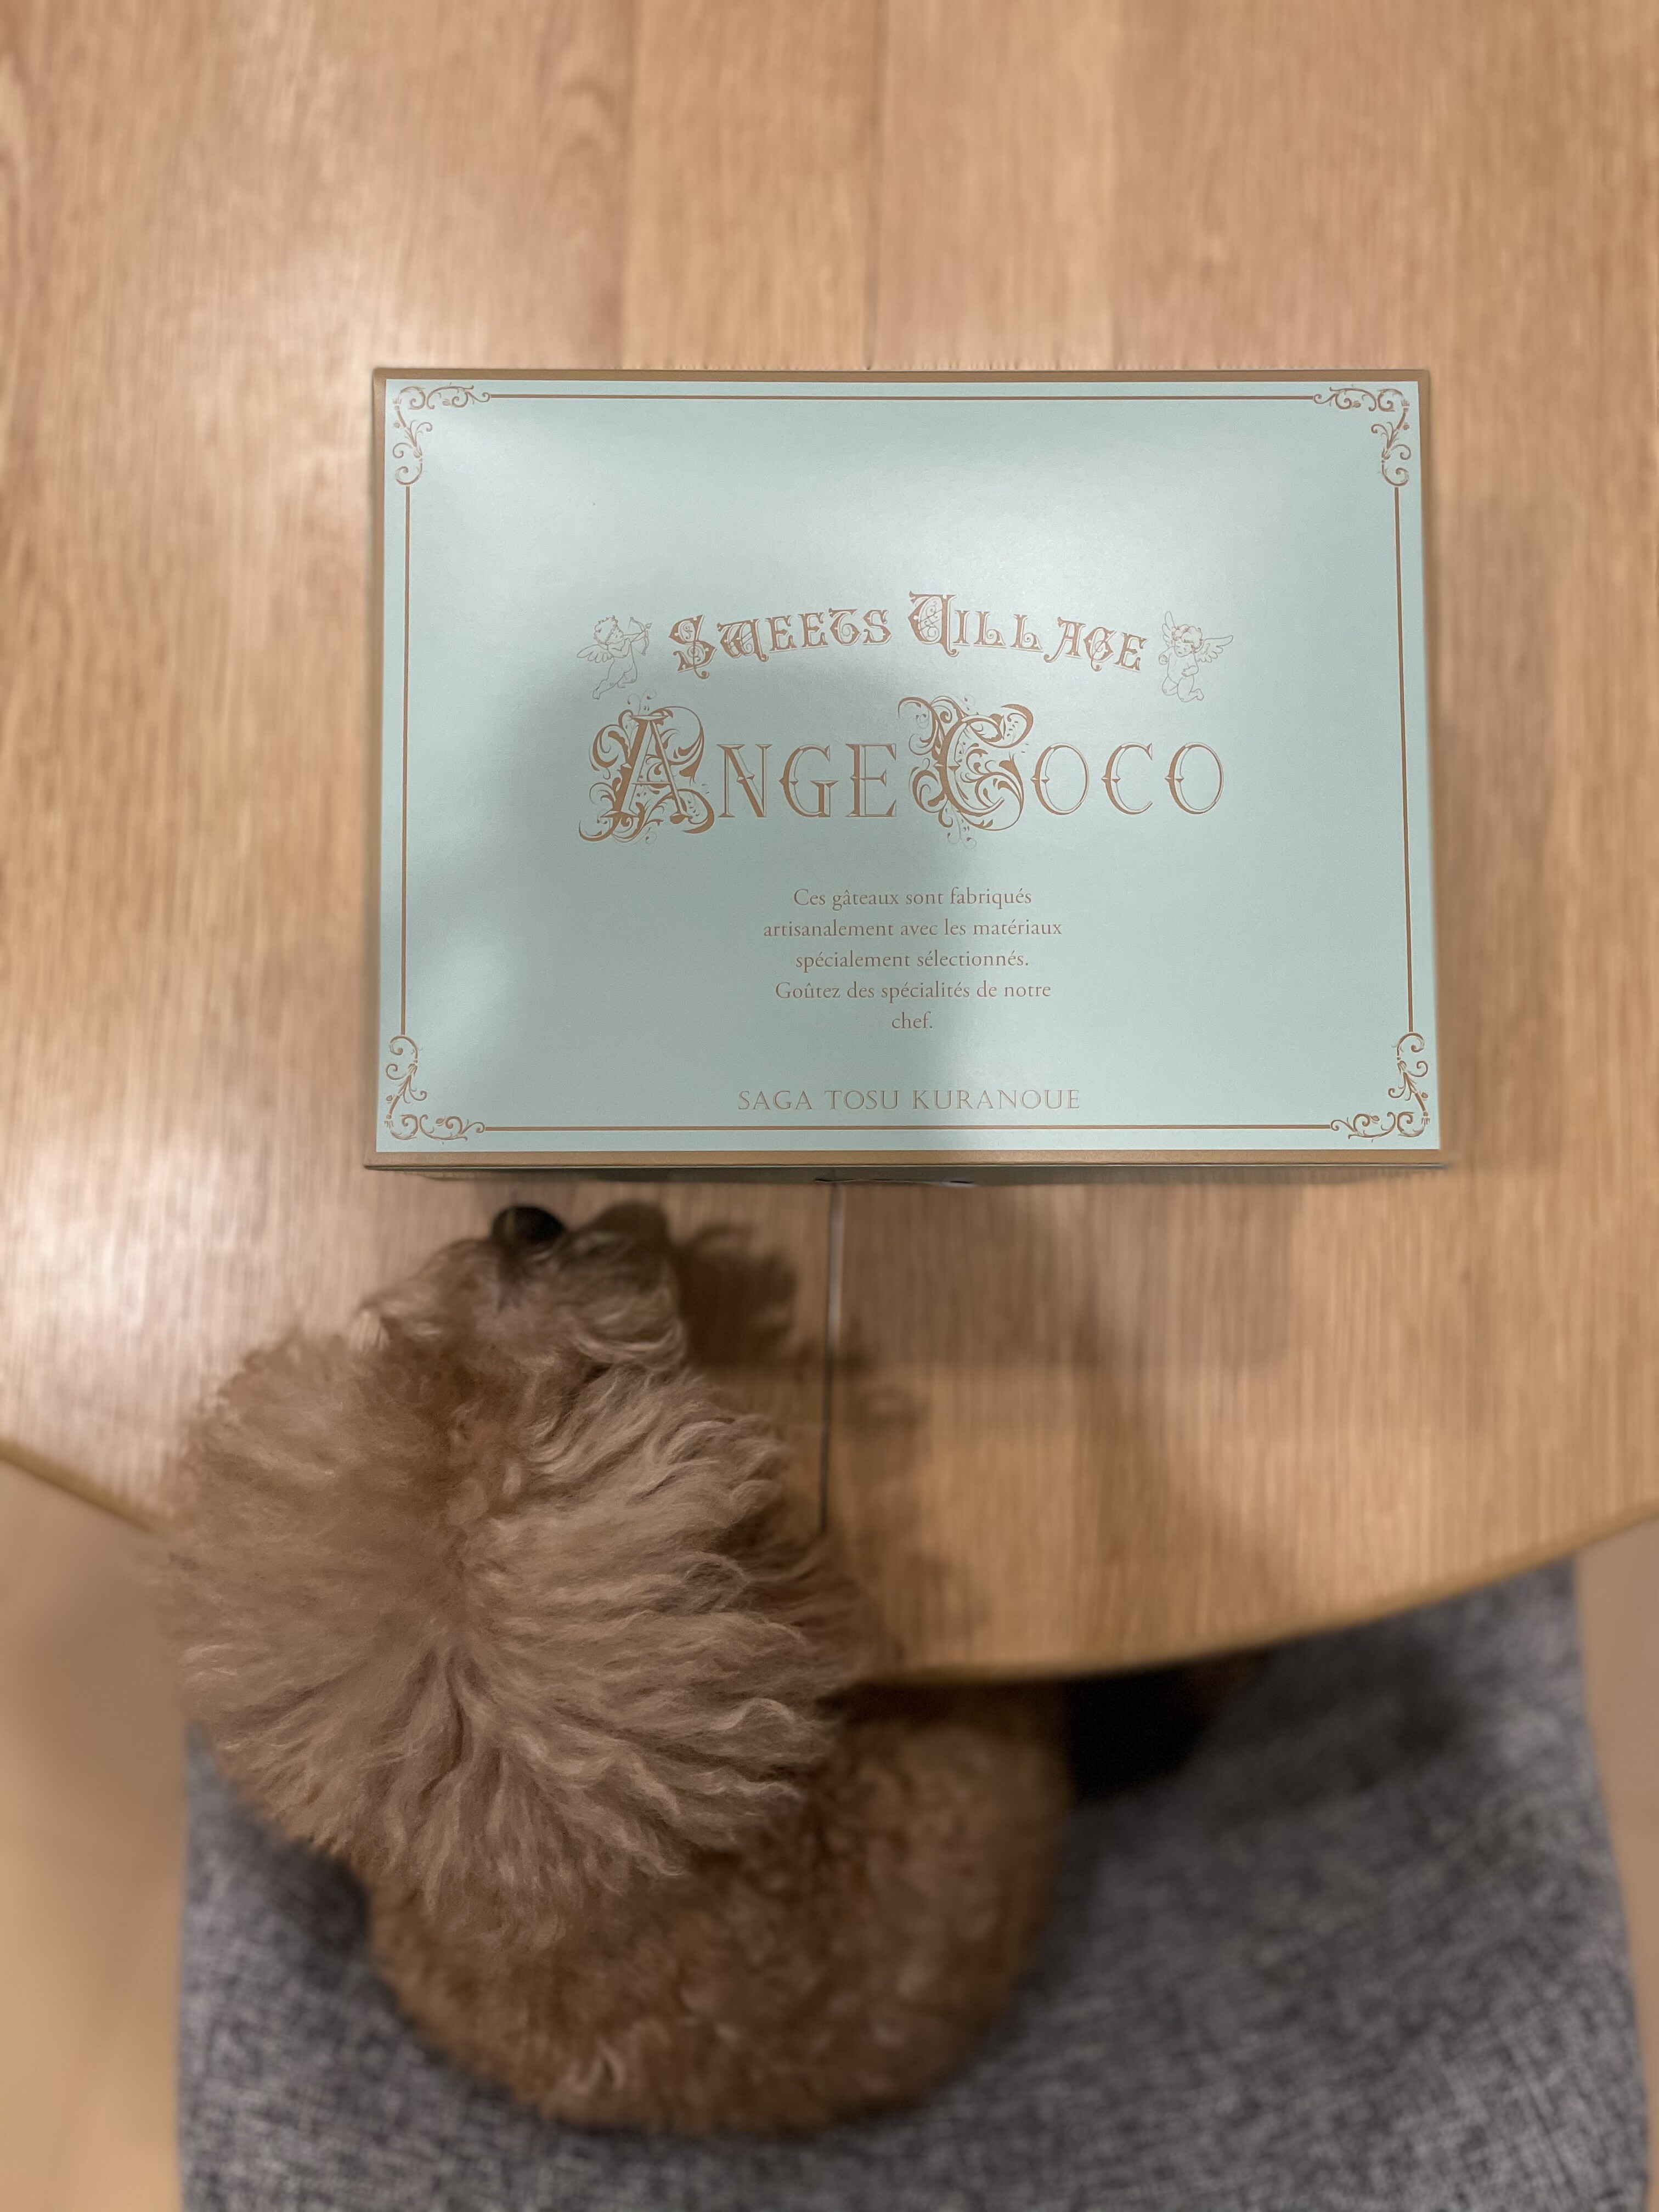 SWEETS VILLAGE
ANGE COCO
Ces gâteaux sont fabriqués
artisanalement avec les matériaux
spécialement sélectionnés.
Goûtez des spécialités de notre
chef.
SAGA TOSU KURANOUE